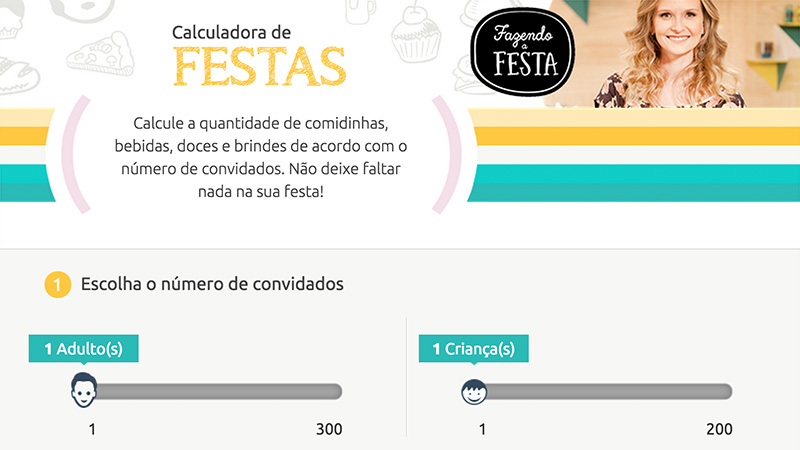 Calculadora de
FESTAS
Fazendo
a
FESTA
Calcule a quantidade de comidinhas,
bebidas, doces e brindes de acordo com o
número de convidados. Não deixe faltar
nada na sua festa!
1 Escolha o número de convidados
1 Adulto(s)
1 Criança(s)
1 300
1 200